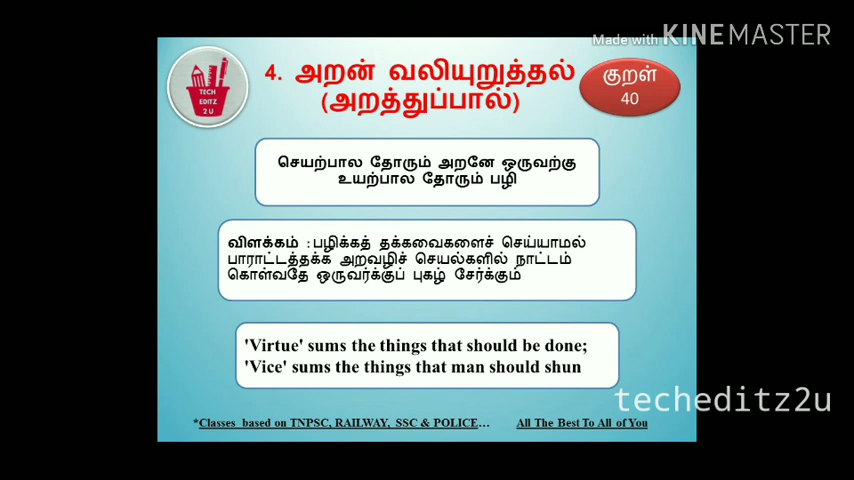 Made with KINEMASTER
TECH
EDITZ
2 U
4. அறன் வலியுறுத்தல்
(அறத்துப்பால்)
குறள்
40
செயற்பால தோரும் அறனே ஒருவற்கு
உயற்பால தோரும் பழி
விளக்கம் :பழிக்கத் தக்கவைகளைச் செய்யாமல்
பாராட்டத்தக்க அறவழிச் செயல்களில் நாட்டம்
கொள்வதே ஒருவர்க்குப் புகழ் சேர்க்கும்
'Virtue' sums the things that should be done;
'Vice' sums the things that man should shun
techeditz2u
*Classes based on TNPSC, RAILWAY, SSC & POLICE... All The Best To All of You